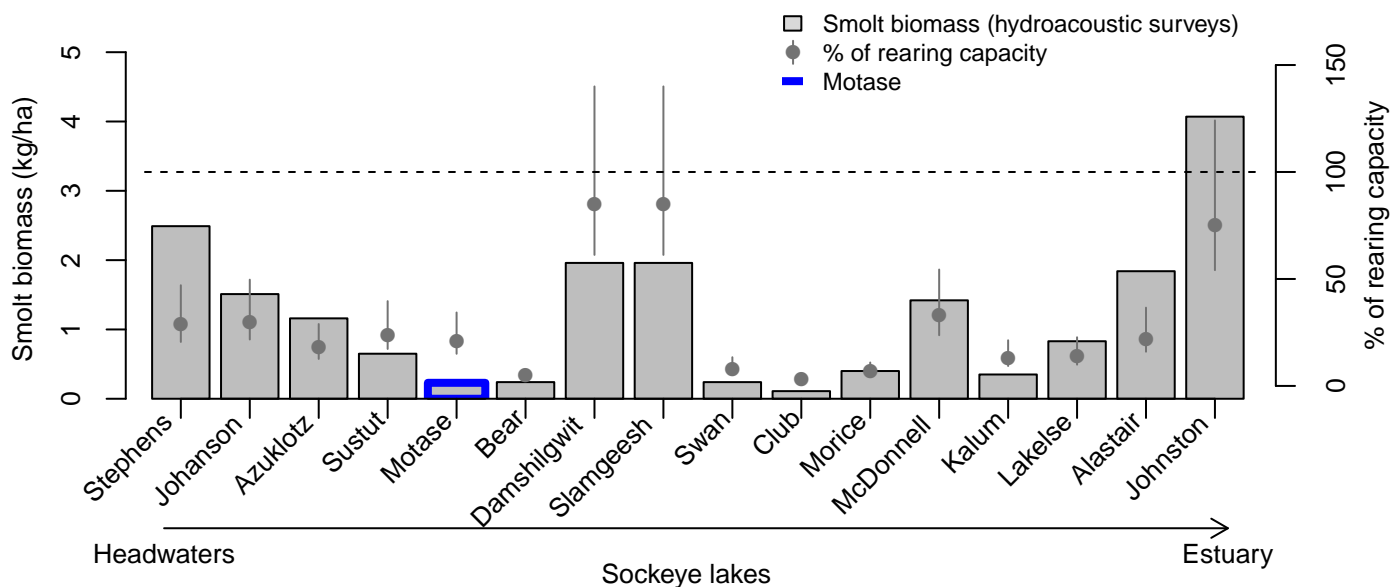 Smolt biomass (hydroacoustic surveys)
% of rearing capacity
Motase
Smolt biomass (kg/ha)
5
4
3
2
1
0
150
100
50
0
% of rearing capacity
Stephens
Johanson
Azuklotz
Sustut
Motase
Bear
Damshilgwit
Slamgeesh
Swan
Club
Morice
McDonnell
Kalum
Lakelse
Alastair
Johnston
Headwaters
Estuary
Sockeye lakes